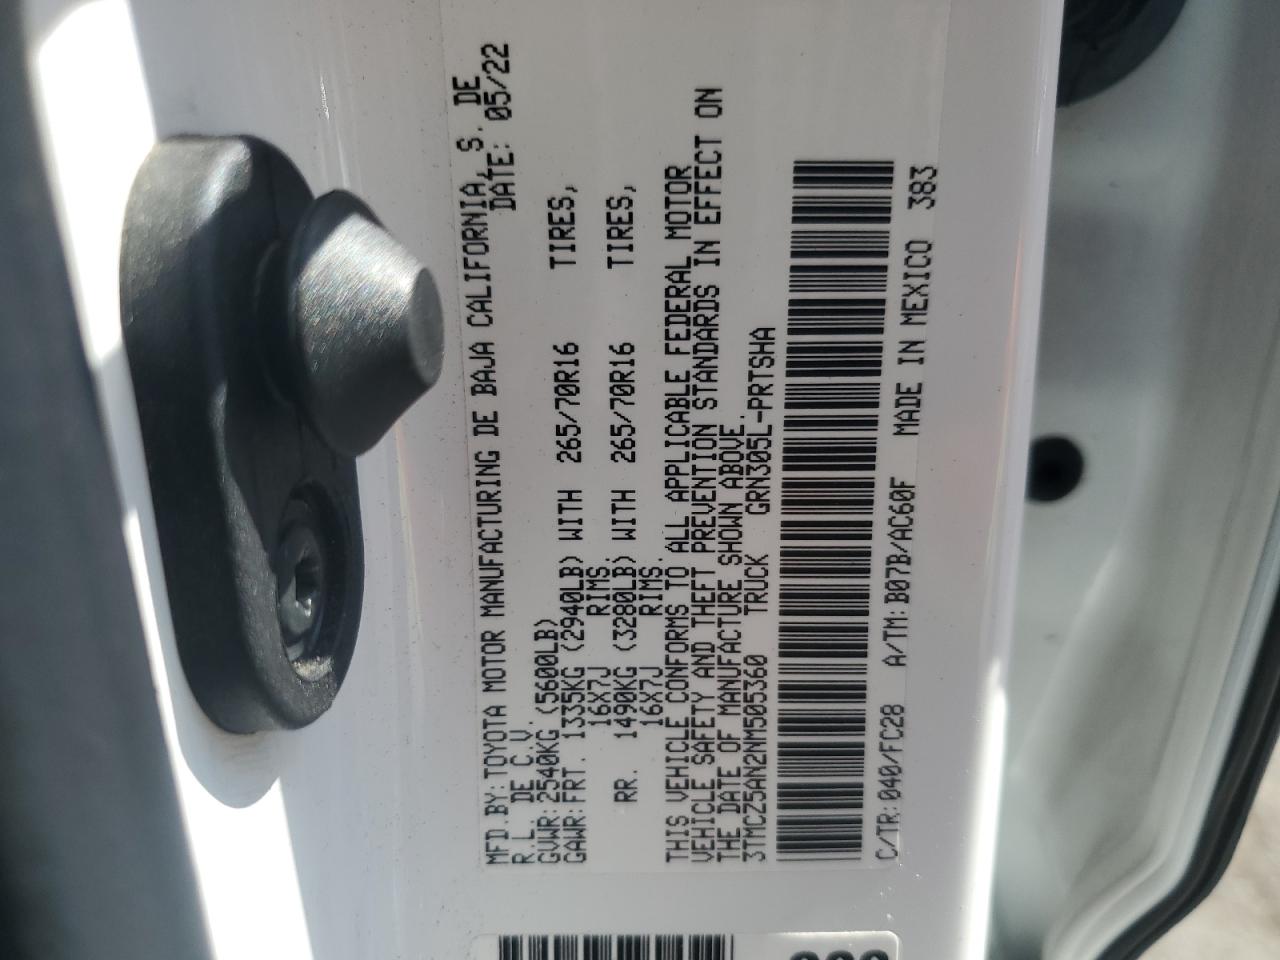 MFD.BY: TOYOTA MOTOR MANUFACTURING DE BAJA CALIFORNIA, S. DE
R.L. DE C.V. DATE: 05/22
GVWR: 2540KG (5600LB)
GAWR: FRT. 1335KG (2940LB) WITH 265/70R16 TIRES,
16X7J RIMS.
RR. 1490KG (3280LB) WITH 265/70R16 TIRES,
16X7J RIMS.
THIS VEHICLE CONFORMS TO ALL APPLICABLE FEDERAL MOTOR
VEHICLE SAFETY AND THEFT PREVENTION STANDARDS IN EFFECT ON
THE DATE OF MANUFACTURE SHOWN ABOVE.
3TMCZ5AN2NM505360 TRUCK GRN305L-PRTSHA
C/TR: 040/FC28 A/TM: B07B/AC60F MADE IN MEXICO 383